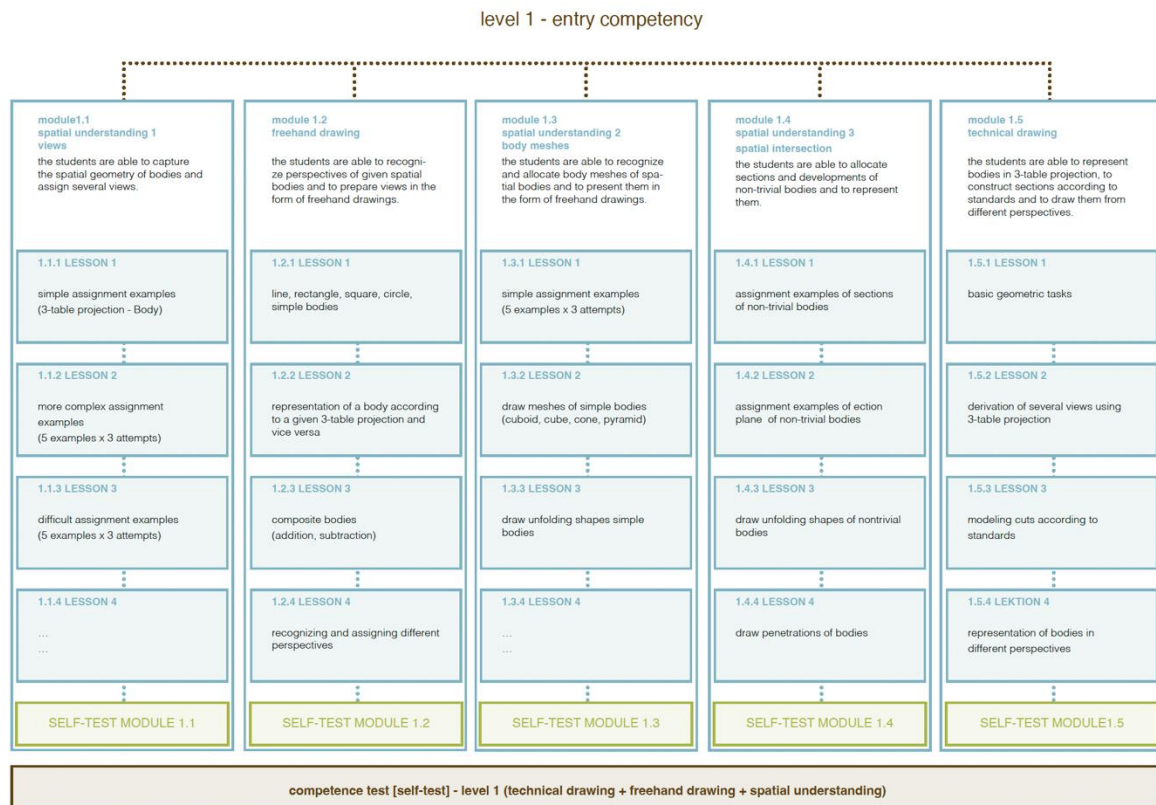 level 1 - entry competency
module1.1
spatial understanding 1
views
the students are able to capture
the spatial geometry of bodies and
assign several views.
1.1.1 LESSON 1
simple assignment examples
(3-table projection - Body)
1.1.2 LESSON 2
more complex assignment
examples
(5 examples x 3 attempts)
1.1.3 LESSON 3
difficult assignment examples
(5 examples x 3 attempts)
1.1.4 LESSON 4
...
...
SELF-TEST MODULE 1.1
module 1.2
freehand drawing
the students are able to recogni-
ze perspectives of given spatial
bodies and to prepare views in the
form of freehand drawings.
1.2.1 LESSON 1
line, rectangle, square, circle,
simple bodies
1.2.2 LESSON 2
representation of a body according
to a given 3-table projection and
vice versa
1.2.3 LESSON 3
composite bodies
(addition, subtraction)
1.2.4 LESSON 4
recognizing and assigning different
perspectives
SELF-TEST MODULE 1.2
module 1.3
spatial understanding 2
body meshes
the students are able to recognize
and allocate body meshes of spa-
tial bodies and to present them in
the form of freehand drawings.
1.3.1 LESSON 1
simple assignment examples
(5 examples x 3 attempts)
1.3.2 LESSON 2
draw meshes of simple bodies
(cuboid, cube, cone, pyramid)
1.3.3 LESSON 3
draw unfolding shapes simple
bodies
1.3.4 LESSON 4
...
...
SELF-TEST MODULE 1.3
module 1.4
spatial understanding 3
spatial intersection
the students are able to allocate
sections and developments of
non-trivial bodies and to represent
them.
1.4.1 LESSON 1
assignment examples of sections
of non-trivial bodies
1.4.2 LESSON 2
assignment examples of ection
plane of non-trivial bodies
1.4.3 LESSON 3
draw unfolding shapes of nontrivial
bodies
1.4.4 LESSON 4
draw penetrations of bodies
SELF-TEST MODULE 1.4
module 1.5
technical drawing
the students are able to represent
bodies in 3-table projection, to
construct sections according to
standards and to draw them from
different perspectives.
1.5.1 LESSON 1
basic geometric tasks
1.5.2 LESSON 2
derivation of several views using
3-table projection
1.5.3 LESSON 3
modeling cuts according to
standards
1.5.4 LEKTION 4
representation of bodies in
different perspectives
SELF-TEST MODULE1.5
competence test [self-test] - level 1 (technical drawing + freehand drawing + spatial understanding)